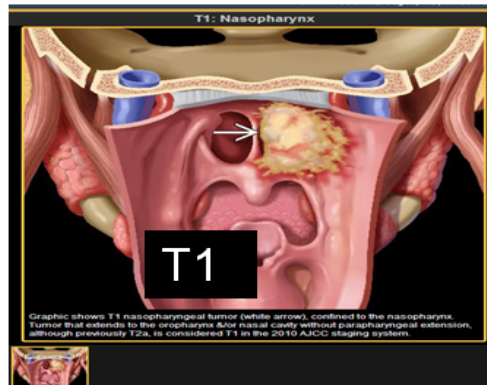 T1: Nasopharynx
T1
Graphic shows T1 nasopharyngeal tumor (white arrow), confined to the nasopharynx.
Tumor that extends to the oropharynx &/or nasal cavity without parapharyngeal extension,
although previously T2a, is considered T1 in the 2010 AJCC staging system.